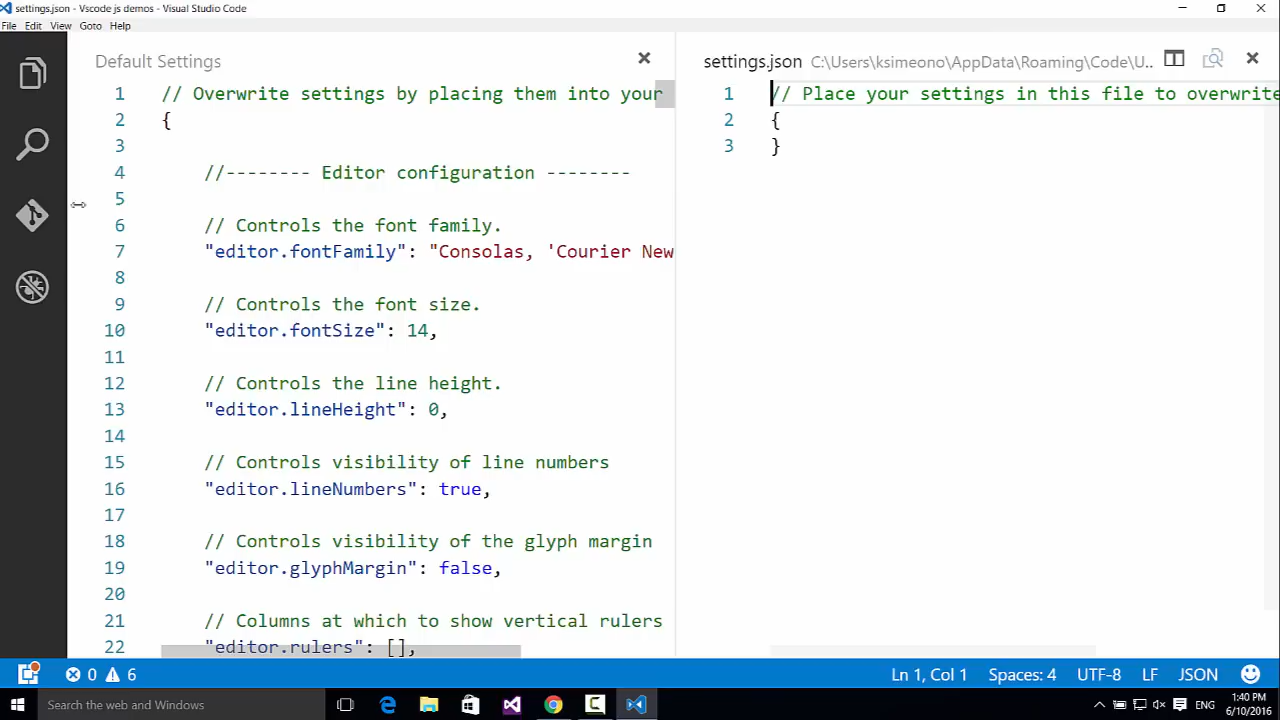 settings.json - Vscode js demos - Visual Studio Code
File Edit View Goto Help
Default Settings
1 // Overwrite settings by placing them into your
2 {
3
4 //-------- Editor configuration --------
5
6 // Controls the font family.
7 "editor.fontFamily": "Consolas, 'Courier New
8
9 // Controls the font size.
10 "editor.fontSize": 14,
11
12 // Controls the line height.
13 "editor.lineHeight": 0,
14
15 // Controls visibility of line numbers
16 "editor.lineNumbers": true,
17
18 // Controls visibility of the glyph margin
19 "editor.glyphMargin": false,
20
21 // Columns at which to show vertical rulers
22 "editor.rulers": [],
settings.json C:\Users\ksimeono\AppData\Roaming\Code\U...
1 // Place your settings in this file to overwrite
2 {
3 }
0 6 Ln 1, Col 1 Spaces: 4 UTF-8 LF JSON
Search the web and Windows
ENG
1:40 PM
6/10/2016